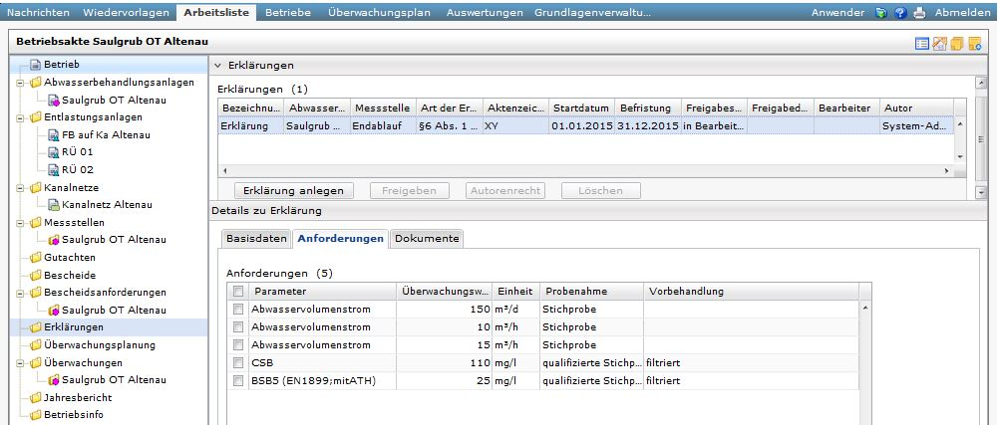 Nachrichten Wiedervorlagen Arbeitsliste Betriebe Überwachungsplan Auswertungen Grundlagenverwaltu... Anwender Abmelden
Betriebsakte Saulgrub OT Altenau
Betrieb
Abwasserbehandlungsanlagen
Saulgrub OT Altenau
Entlastungsanlagen
FB auf Ka Altenau
RÜ 01
RÜ 02
Kanalnetze
Kanalnetz Altenau
Messstellen
Saulgrub OT Altenau
Gutachten
Bescheide
Bescheidsanforderungen
Saulgrub OT Altenau
Erklärungen
Überwachungsplanung
Überwachungen
Saulgrub OT Altenau
Jahresbericht
Betriebsinfo
Erklärungen
Erklärungen (1)
Bezeichnu... Abwasser... Messstelle Art der Er... Aktenzeic... Startdatum Befristung Freigabes... Freigabed... Bearbeiter Autor
Erklärung Saulgrub ... Endablauf §6 Abs. 1 ... XY 01.01.2015 31.12.2015 in Bearbeit... System-Ad...
Erklärung anlegen Freigeben Autorenrecht Löschen
Details zu Erklärung
Basisdaten Anforderungen Dokumente
Anforderungen (5)
Parameter Überwachungsw... Einheit Probenahme Vorbehandlung
Abwasservolumenstrom 150 m³/d Stichprobe
Abwasservolumenstrom 10 m³/h Stichprobe
Abwasservolumenstrom 15 m³/h Stichprobe
CSB 110 mg/l qualifizierte Stichp... filtriert
BSB5 (EN1899;mitATH) 25 mg/l qualifizierte Stichp... filtriert